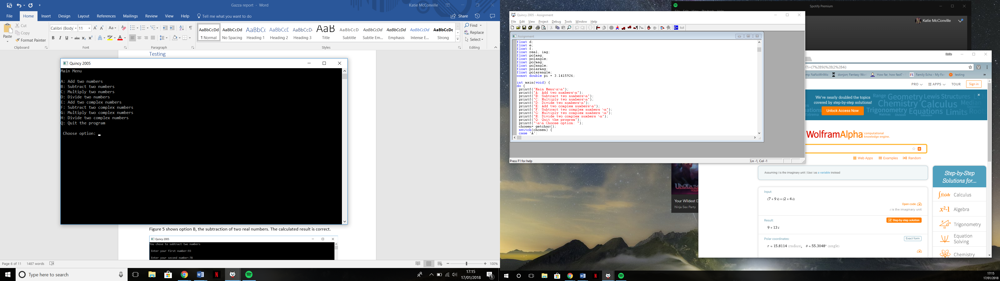 Gazza report - Word
Katie McConville
File Home Insert Design Layout References Mailings Review View Help Tell me what you want to do
Share
Paste
Cut
Copy
Format Painter
Clipboard
Calibri (Body) 11
Font
Paragraph
AaBbCcDd AaBbCcDd AaBbCc AaBbCcE AaBbCcD AaB AaBbCcD AaBbCcDd AaBbCcDd AaBbCcDd AaBbCcDc
¶ Normal No Spacing Heading 1 Heading 2 Heading 3 Title Subtitle Subtle Em... Emphasis Intense E... Strong
Styles
Find
Replace
Select
Editing
Testing
Quincy 2005
Main Menu
A: Add two numbers
B: Subtract two numbers
C: Multiply two numbers
D: Divide two numbers
E: Add two complex numbers
F: Subtract two complex numbers
G: Multiply two complex numbers
H: Divide two complex numbers
Q: Quit the program
Choose option:
Figure 5 shows option B, the subtraction of two real numbers. The calculated result is correct.
Quincy 2005
You chose to subtract two numbers
Enter your first number:93
Enter your second number:78
Page 6 of 11 1487 words
100%
Type here to search
17:15
17/01/2018
Spotify Premium
Katie McConville
Quincy 2005 - Assignment
File Edit View Project Debug Tools Window Help
tut
Assignment
float d;
float e;
float f;
float real, img;
float po1mag;
float po1angle;
float po2mag;
float po2angle;
float polarmag;
float polarangle;
const double pi = 3.1415926;
int main(void) {
do {
printf("Main Menu\n\n");
printf("A: Add two numbers\n");
printf("B: Subtract two numbers\n");
printf("C: Multiply two numbers\n");
printf("D: Divide two numbers\n");
printf("E: Add two complex numbers\n");
printf("F: Subtract two complex numbers \n");
printf("G: Multiply two complex numbers \n");
printf("H: Divide two complex numbers \n");
printf("Q: Quit the program");
printf("\n\n Choose option: ");
chosen= getchar();
switch(chosen) {
case 'A':
Press F1 for help
Ln -1, Col -1
Your Wildest D
Ninja Sex Party
/?i=(7%2B9i)%2B(2%2B4i)
mp NaNoWriMo donjon; Fantasy Wor How far, how fast? - Family Echo - My Far testing
PRO APPS TOUR Sign in
We've nearly doubled the topics
covered by step-by-step solutions!
Unlock Access Now
Range Geometry Lewis Structures
Chemistry Calculus Median
Trigonometry Equations Limits Roots
Matrices Division
Extrema
WolframAlpha computational
knowledge engine.
Web Apps Examples Random
Assuming i is the imaginary unit | Use i as a variable instead
Input:
(7 + 9 i) + (2 + 4 i)
Open code
i is the imaginary unit
Result:
Step-by-step solution
9 + 13 i
Polar coordinates:
Exact form
r ≈ 15.8114 (radius), θ ≈ 55.3048° (angle)
Step-by-Step
Solutions for...
Calculus
Algebra
Trigonometry
Equation
Solving
Chemistry
17:15
17/01/2018